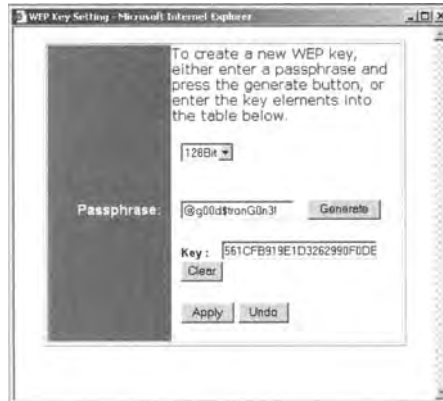 WEP Key Setting - Microsoft Internet Explorer
To create a new WEP key,
either enter a passphrase and
press the generate button, or
enter the key elements into
the table below.
128Bit
Passphrase: Generate
Key : 561CFB919E1D3262990F0DE
Clear
Apply Undo